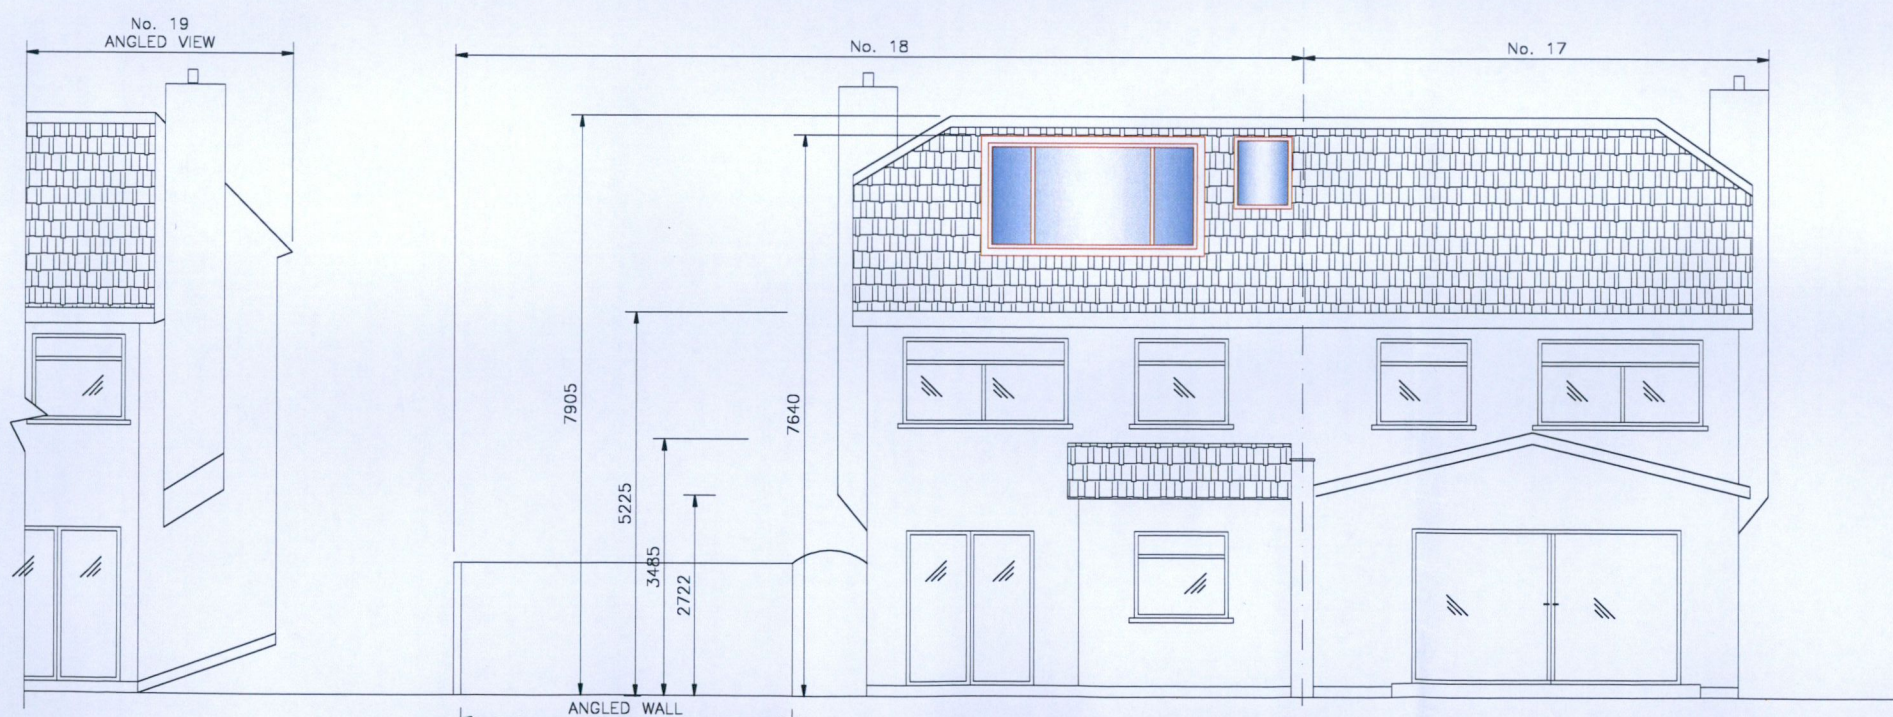 No. 19
ANGLED VIEW
No. 18
No. 17
7905
7640
5225
3485
2722
ANGLED WALL